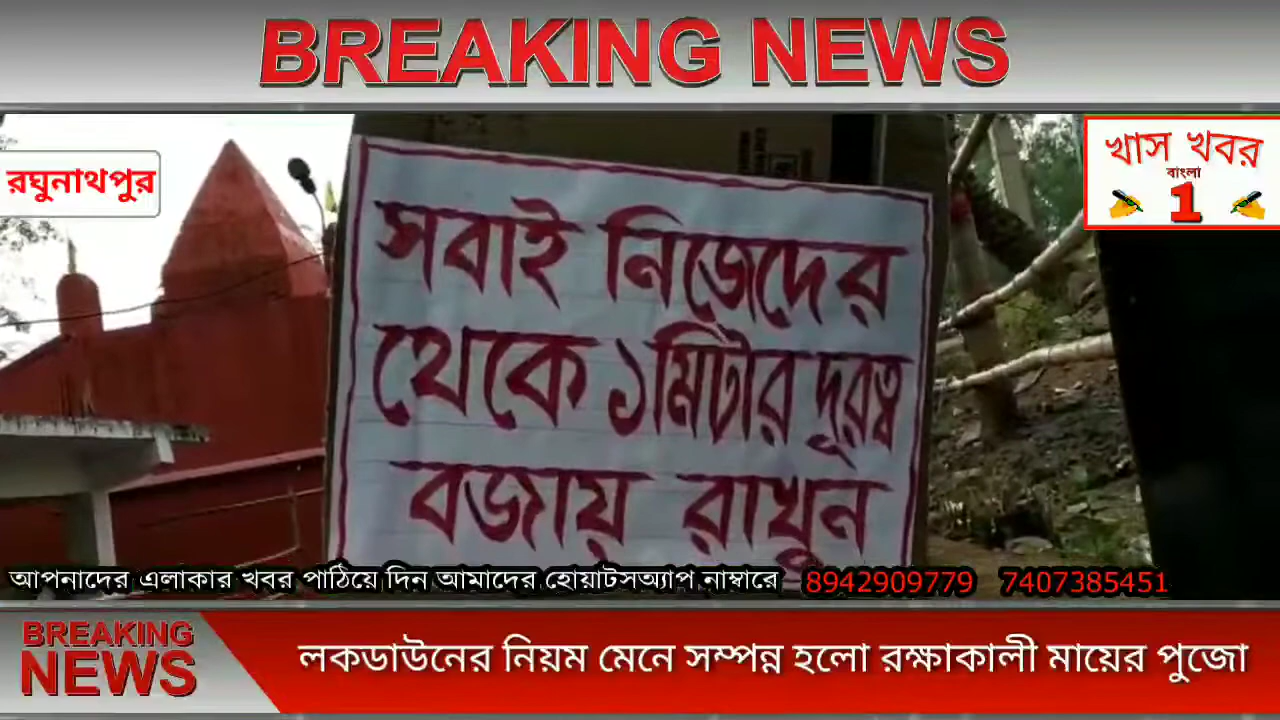 BREAKING NEWS
রঘুনাথপুর
খাস খবর
বাংলা
1
সবাই নিজেদের
থেকে ১মিটার দূরত্ব
বজায় রাখুন
আপনাদের এলাকার খবর পাঠিয়ে দিন আমাদের হোয়াটসঅ্যাপ নাম্বারে 8942909779 7407385451
BREAKING
NEWS
লকডাউনের নিয়ম মেনে সম্পন্ন হলো রক্ষাকালী মায়ের পুজো